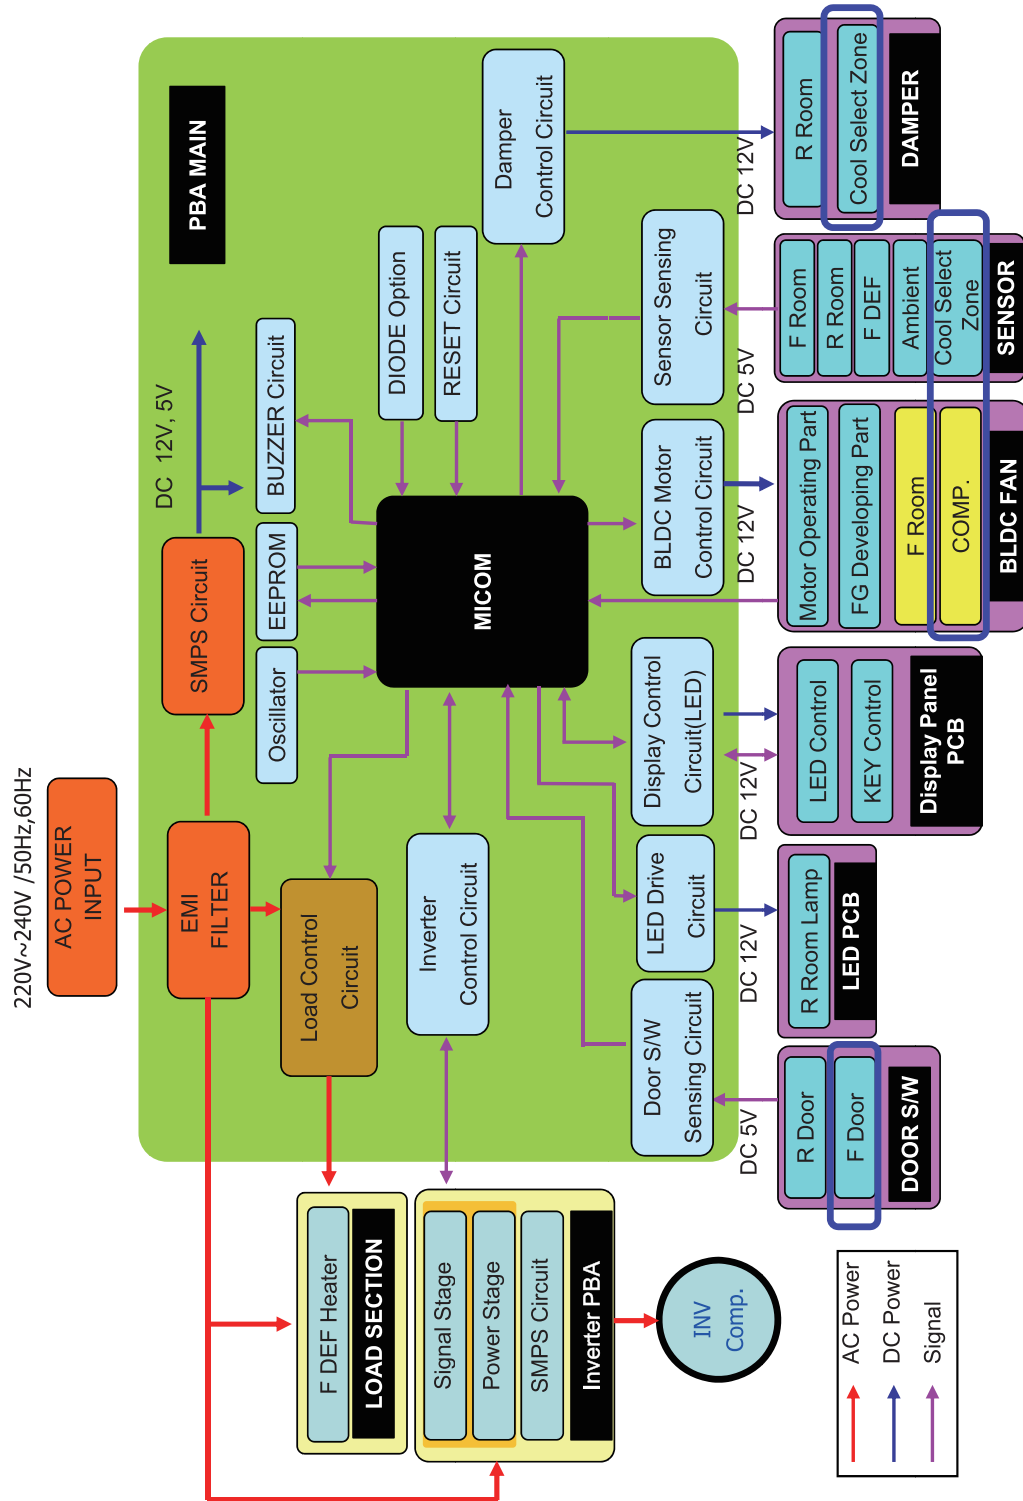 220V~240V /50Hz,60Hz
AC POWER
INPUT
EMI
FILTER
SMPS Circuit
DC 12V, 5V
PBA MAIN
Load Control
Circuit
Oscillator
EEPROM
BUZZER Circuit
DIODE Option
RESET Circuit
Inverter
Control Circuit
MICOM
Damper
Control Circuit
Door S/W
Sensing Circuit
LED Drive
Circuit
Display Control
Circuit(LED)
BLDC Motor
Control Circuit
Sensor Sensing
Circuit
DC 5V
DC 12V
DC 12V
DC 12V
DC 5V
DC 12V
F DEF Heater
LOAD SECTION
Signal Stage
Power Stage
SMPS Circuit
Inverter PBA
INV
Comp.
R Door
F Door
DOOR S/W
R Room Lamp
LED PCB
LED Control
KEY Control
Display Panel
PCB
Motor Operating Part
FG Developing Part
F Room
COMP.
BLDC FAN
F Room
R Room
F DEF
Ambient
Cool Select
Zone
SENSOR
R Room
Cool Select Zone
DAMPER
AC Power
DC Power
Signal